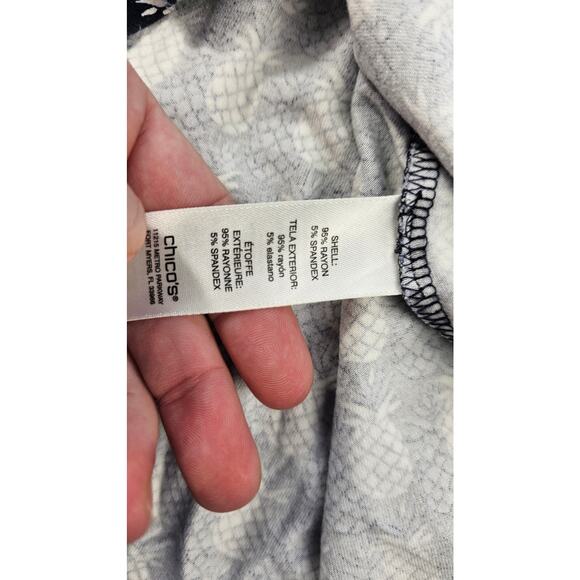 SHELL:
95% RAYON
5% SPANDEX
TELA EXTERIOR:
95% rayón
5% elastano
ÉTOFFE
EXTÉRIEURE:
95% RAYONNE
5% SPANDEX
chico's®
11215 METRO PARKWAY
FORT MYERS, FL 33966